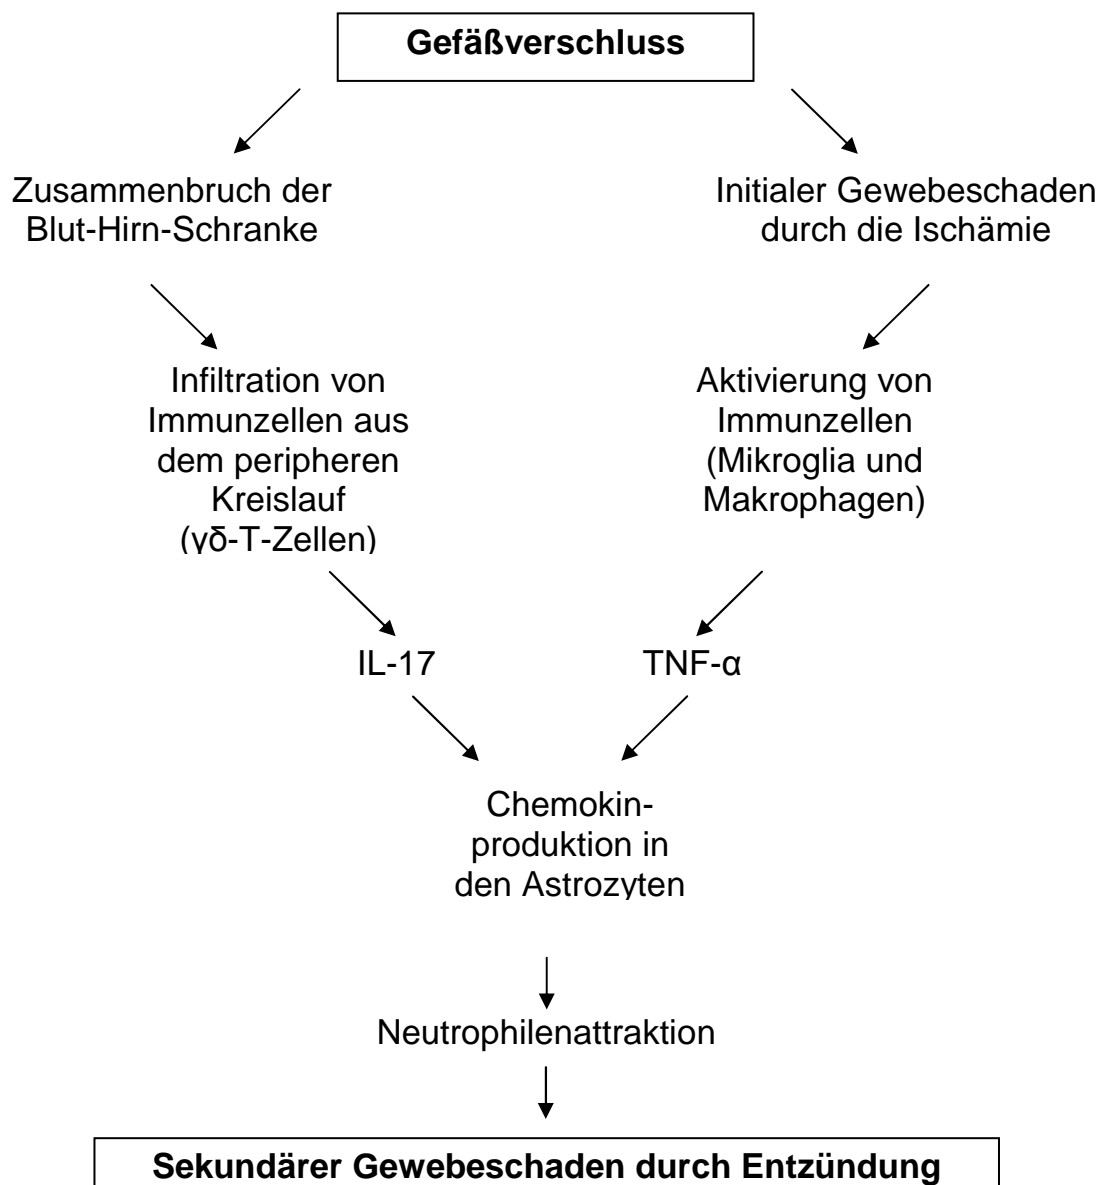 Gefäßverschluss
Zusammenbruch der
Blut-Hirn-Schranke
Initialer Gewebeschaden
durch die Ischämie
Infiltration von
Immunzellen aus
dem peripheren
Kreislauf
(γδ-T-Zellen)
Aktivierung von
Immunzellen
(Mikroglia und
Makrophagen)
IL-17
TNF-α
Chemokin-
produktion in
den Astrozyten
Neutrophilenattraktion
Sekundärer Gewebeschaden durch Entzündung